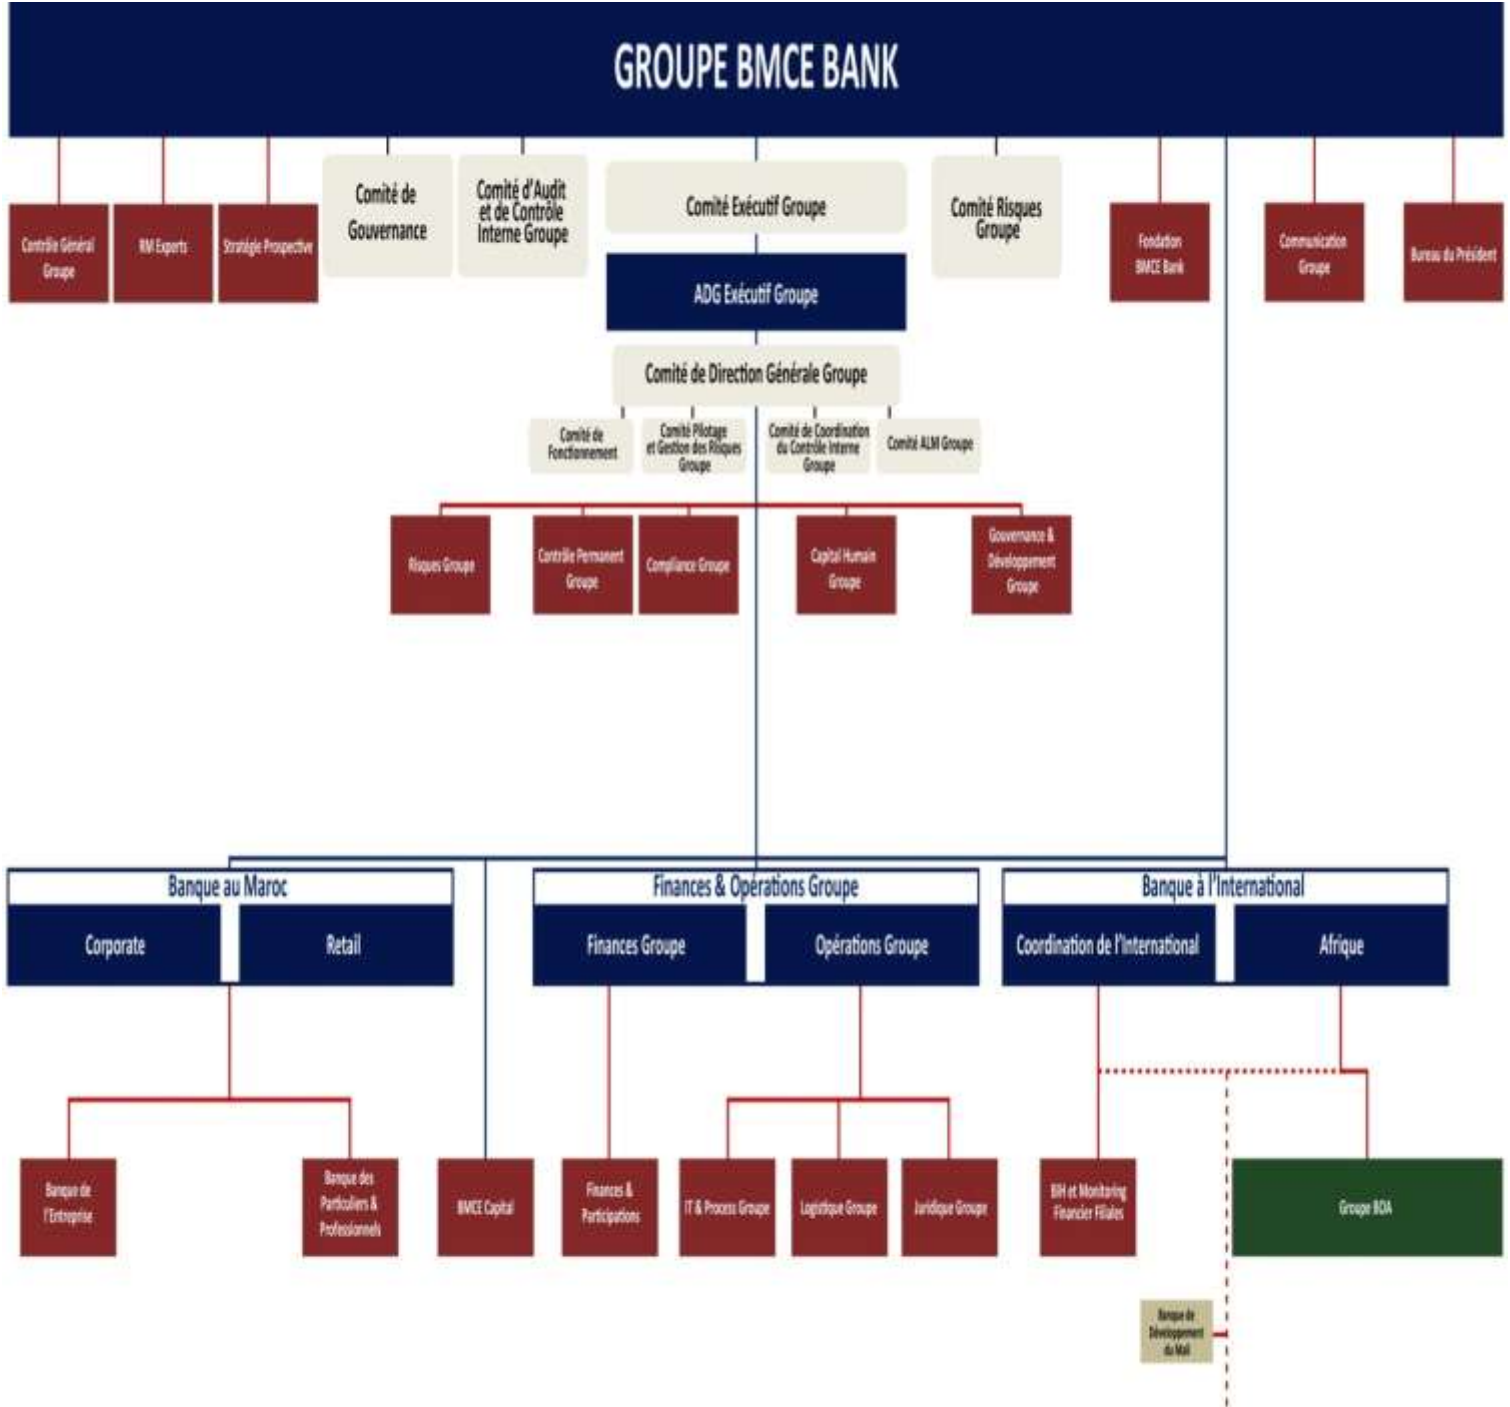 GROUPE BMCE BANK
Contrôle Général
Groupe
RM Experts
Stratégie Prospective
Comité de
Gouvernance
Comité d'Audit
et de Contrôle
Interne Groupe
Comité Exécutif Groupe
Comité Risques
Groupe
Fondation
BMCE Bank
Communication
Groupe
Bureau du Président
ADG Exécutif Groupe
Comité de Direction Générale Groupe
Comité de
Fonctionnement
Comité Pilotage
et Gestion des Risques
Groupe
Comité de Coordination
du Contrôle Interne
Groupe
Comité ALM Groupe
Risques Groupe
Contrôle Permanent
Groupe
Compliance Groupe
Capital Humain
Groupe
Gouvernance &
Développement
Groupe
Banque au Maroc
Corporate
Retail
Finances & Opérations Groupe
Finances Groupe
Opérations Groupe
Banque à l'International
Coordination de l'International
Afrique
Banque de
l'Entreprise
Banque des
Particuliers &
Professionnels
BMCE Capital
Finances &
Participations
IT & Process Groupe
Logistique Groupe
Juridique Groupe
BIH et Monitoring
Financier Filiales
Groupe BOA
Banque de
Développement
du Mali